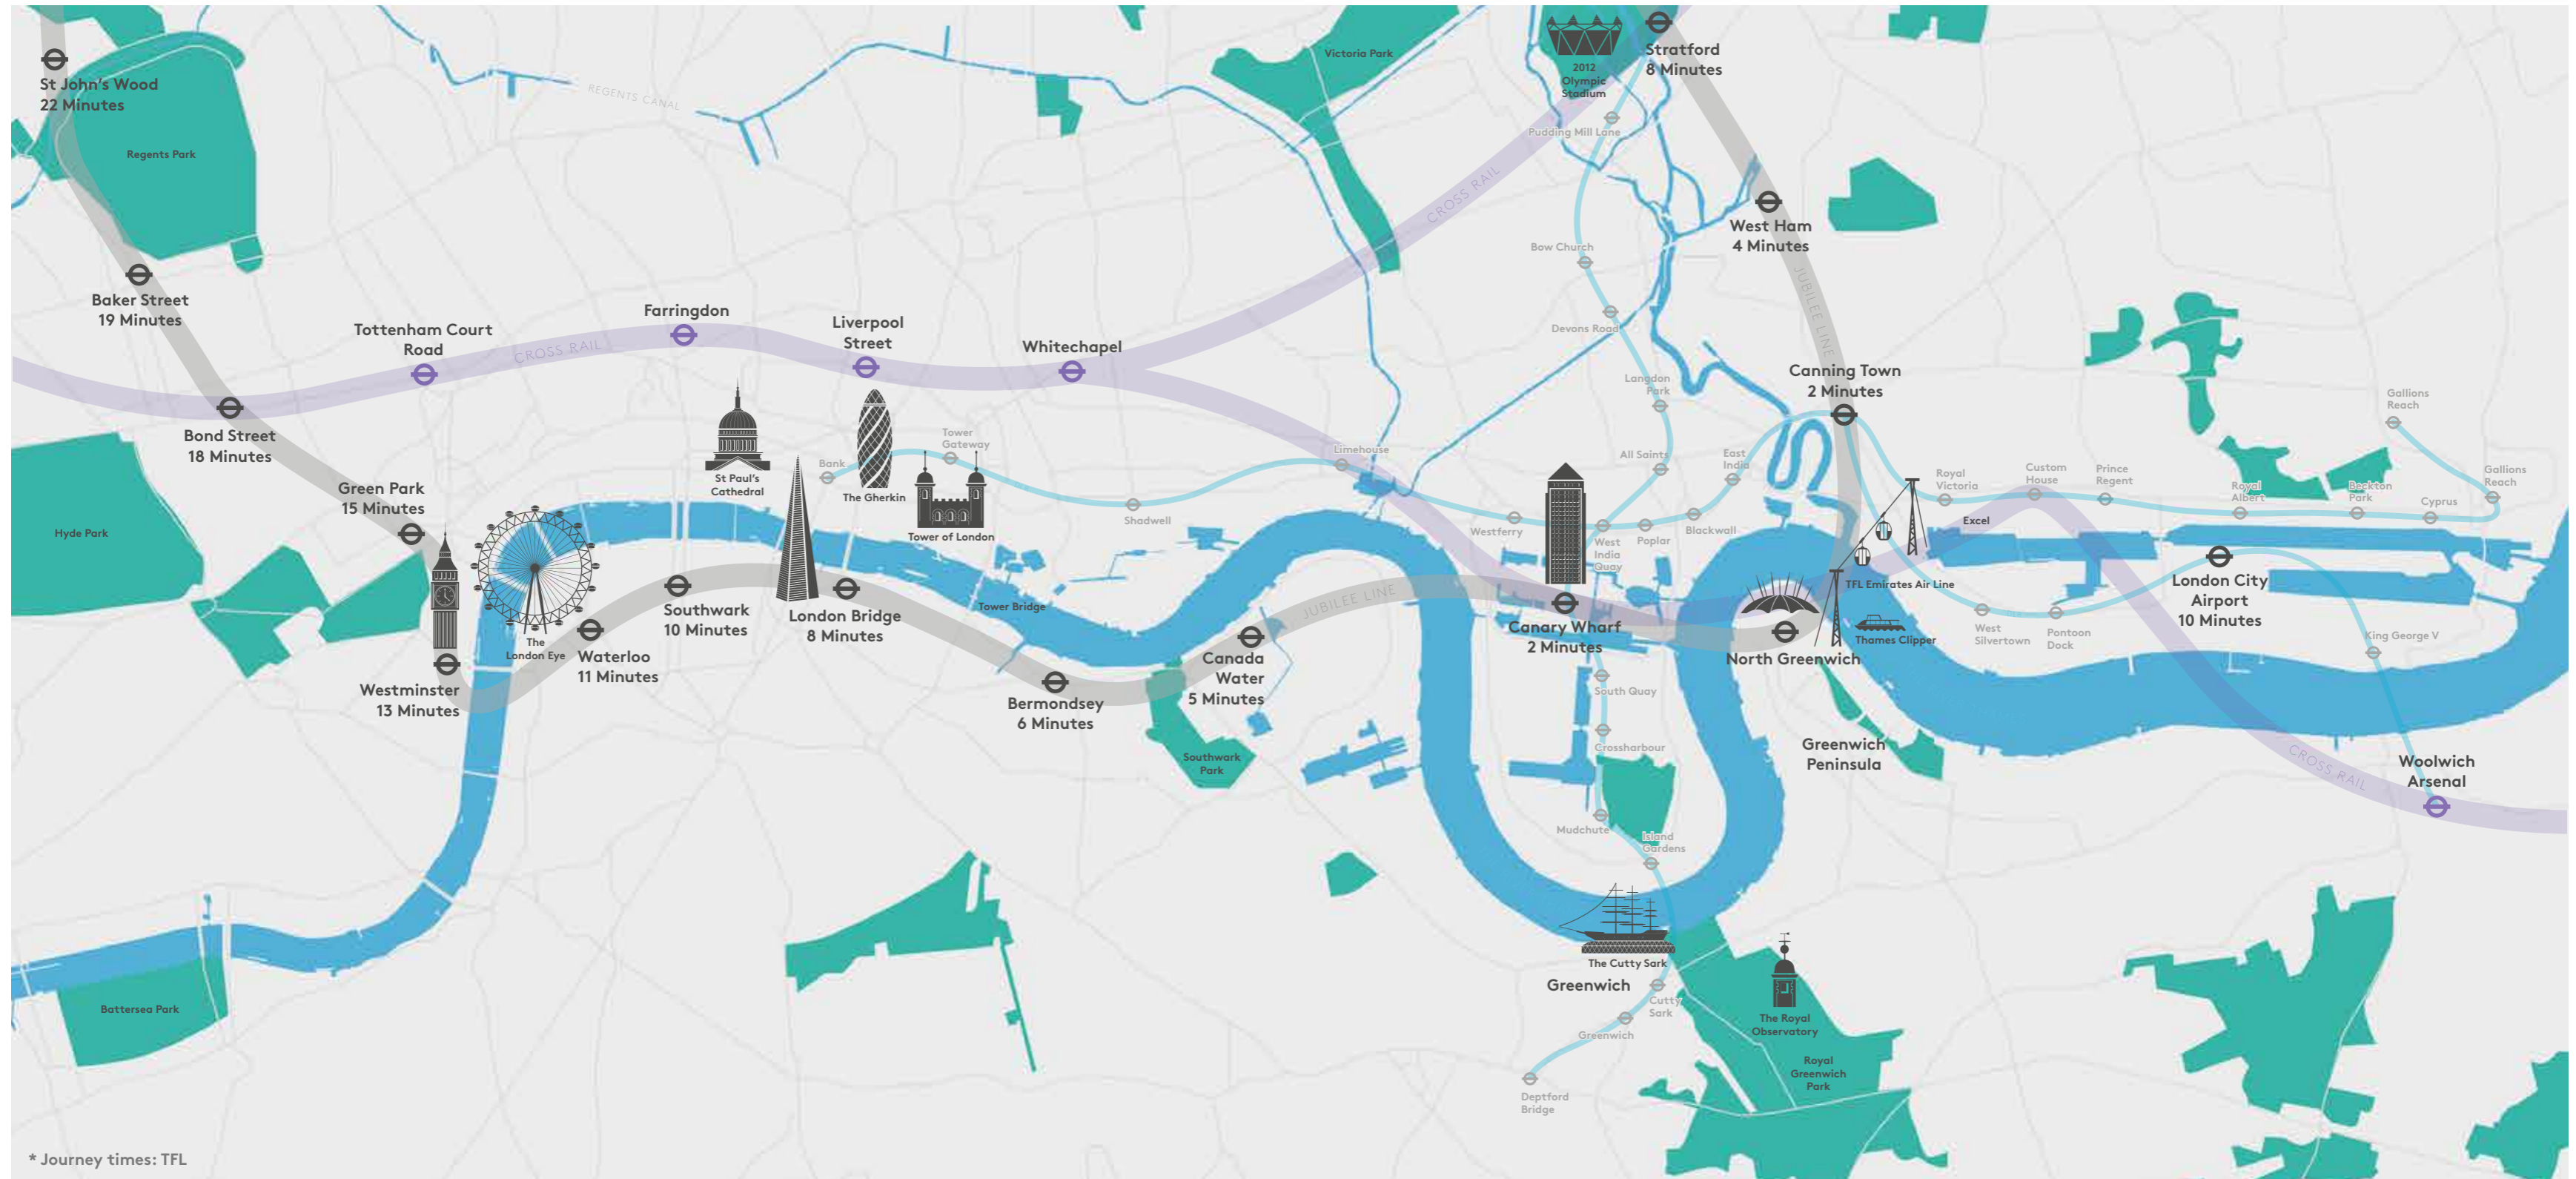 St John's Wood
22 Minutes
Regents Park
REGENTS CANAL
Victoria Park
2012
Olympic
Stadium
Stratford
8 Minutes
Pudding Mill Lane
CROSS RAIL
West Ham
4 Minutes
Bow Church
JUBILEE LINE
Baker Street
19 Minutes
Tottenham Court
Road
CROSS RAIL
Farringdon
Liverpool
Street
Whitechapel
Devons Road
Langdon
Park
Canning Town
2 Minutes
Gallions
Reach
Bond Street
18 Minutes
St Paul's
Cathedral
Bank
The Gherkin
Tower
Gateway
Tower of London
Shadwell
Limehouse
All Saints
East
India
Royal
Victoria
Custom
House
Prince
Regent
Royal
Albert
Beckton
Park
Cyprus
Gallions
Reach
Green Park
15 Minutes
Hyde Park
Westferry
West
India
Quay
Poplar
Blackwall
Excel
TFL Emirates Air Line
London City
Airport
10 Minutes
The
London Eye
Waterloo
11 Minutes
Southwark
10 Minutes
London Bridge
8 Minutes
Tower Bridge
JUBILEE LINE
Canary Wharf
2 Minutes
North Greenwich
Thames Clipper
West
Silvertown
Pontoon
Dock
King George V
Westminster
13 Minutes
Bermondsey
6 Minutes
Canada
Water
5 Minutes
South Quay
Southwark
Park
Crossharbour
Greenwich
Peninsula
CROSS RAIL
Woolwich
Arsenal
Mudchute
Island
Gardens
The Cutty Sark
Greenwich
Cutty
Sark
Greenwich
The Royal
Observatory
Royal
Greenwich
Park
Deptford
Bridge
Battersea Park
* Journey times: TFL